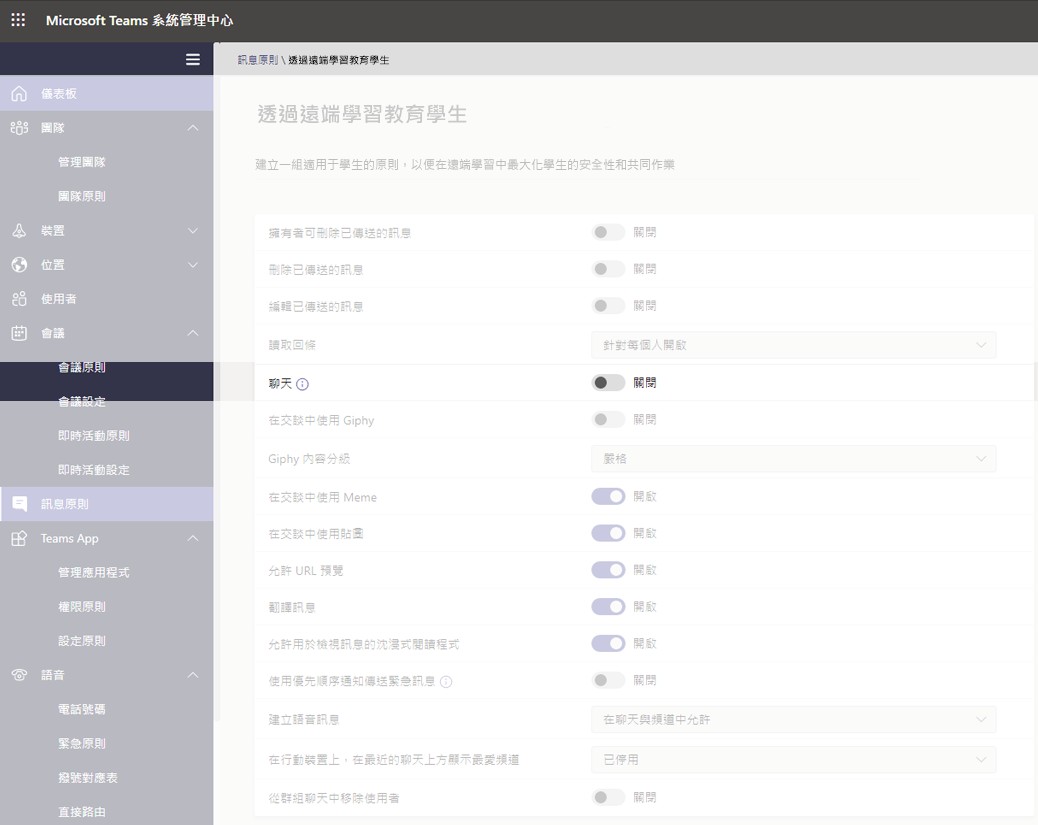 Microsoft Teams 系統管理中心
訊息原則 \ 透過遠端學習教育學生
儀表板
團隊
管理團隊
團隊原則
裝置
位置
使用者
會議
會議原則
會議設定
即時活動原則
即時活動設定
訊息原則
Teams App
管理應用程式
權限原則
設定原則
語音
電話號碼
緊急原則
撥號對應表
直接路由
透過遠端學習教育學生
建立一組適用于學生的原則，以便在遠端學習中最大化學生的安全性和共同作業
擁有者可刪除已傳送的訊息 關閉
刪除已傳送的訊息 關閉
編輯已傳送的訊息 關閉
讀取回條 針對每個人開啟
聊天 關閉
在交談中使用 Giphy 關閉
Giphy 內容分級 嚴格
在交談中使用 Meme 開啟
在交談中使用貼圖 開啟
允許 URL 預覽 開啟
翻譯訊息 開啟
允許用於檢視訊息的沈浸式閱讀程式 開啟
使用優先順序通知傳送緊急訊息 關閉
建立語音訊息 在聊天與頻道中允許
在行動裝置上，在最近的聊天上方顯示最愛頻道 已停用
從群組聊天中移除使用者 關閉